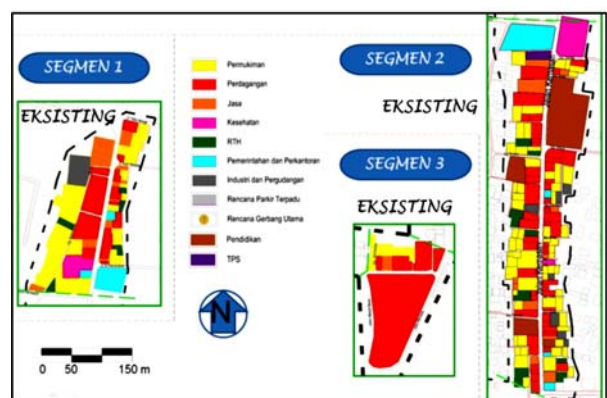 SEGMEN 1
EKSISTING
Permukiman
Perdagangan
Jasa
Kesehatan
RTH
Pemerintahan dan Perkantoran
Industri dan Pergudangan
Rencana Parkir Terpadu
Rencana Gerbang Utama
Pendidikan
TPS
N
0 50 150 m
SEGMEN 2
EKSISTING
SEGMEN 3
EKSISTING